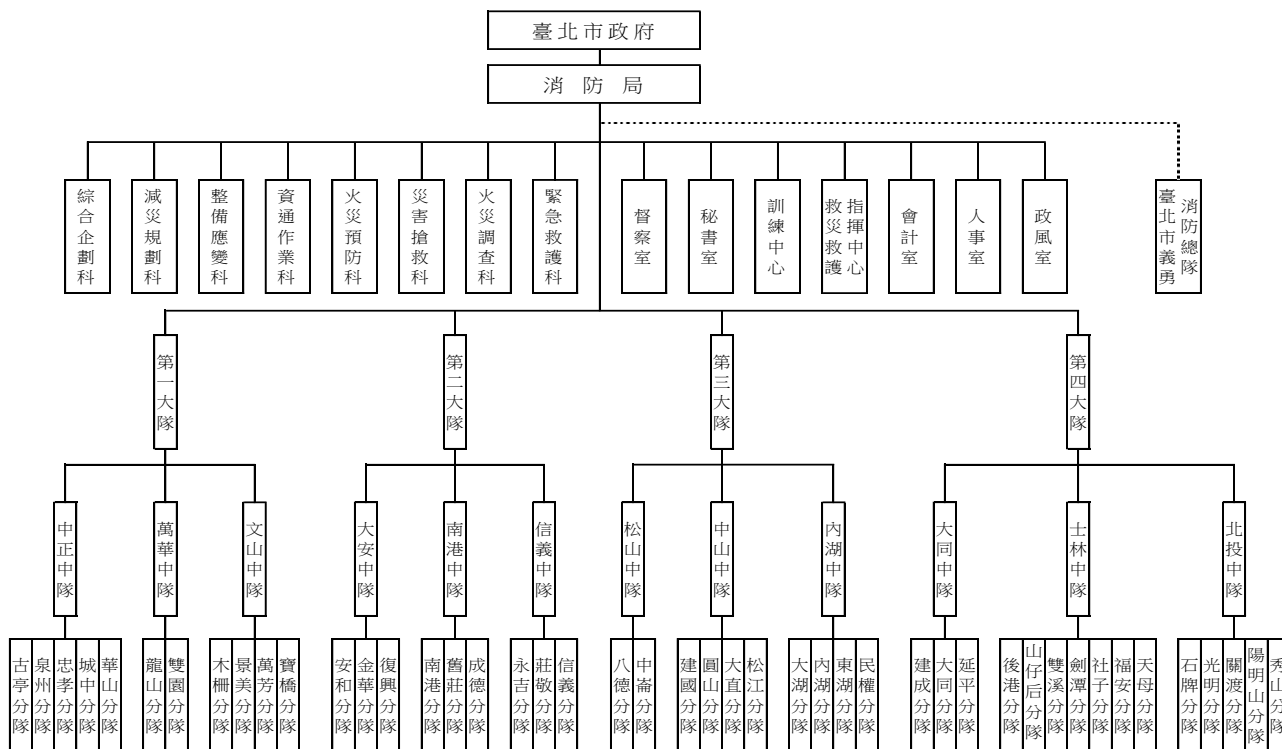 臺北市政府
消防局
綜合企劃科
減災規劃科
整備應變科
資通作業科
火災預防科
災害搶救科
火災調查科
緊急救護科
督察室
秘書室
訓練中心
救災救護
指揮中心
會計室
人事室
政風室
臺北市義勇
消防總隊
第一大隊
第二大隊
第三大隊
第四大隊
中正中隊
萬華中隊
文山中隊
大安中隊
南港中隊
信義中隊
松山中隊
中山中隊
內湖中隊
大同中隊
士林中隊
北投中隊
古亭分隊
泉州分隊
忠孝分隊
城中分隊
華山分隊
龍山分隊
雙園分隊
木柵分隊
景美分隊
萬芳分隊
寶橋分隊
安和分隊
金華分隊
復興分隊
南港分隊
舊莊分隊
成德分隊
永吉分隊
莊敬分隊
信義分隊
八德分隊
中崙分隊
建國分隊
圓山分隊
大直分隊
松江分隊
大湖分隊
內湖分隊
東湖分隊
民權分隊
建成分隊
大同分隊
延平分隊
後港分隊
山仔后分隊
雙溪分隊
劍潭分隊
社子分隊
福安分隊
天母分隊
石牌分隊
光明分隊
關渡分隊
陽明山分隊
秀山分隊